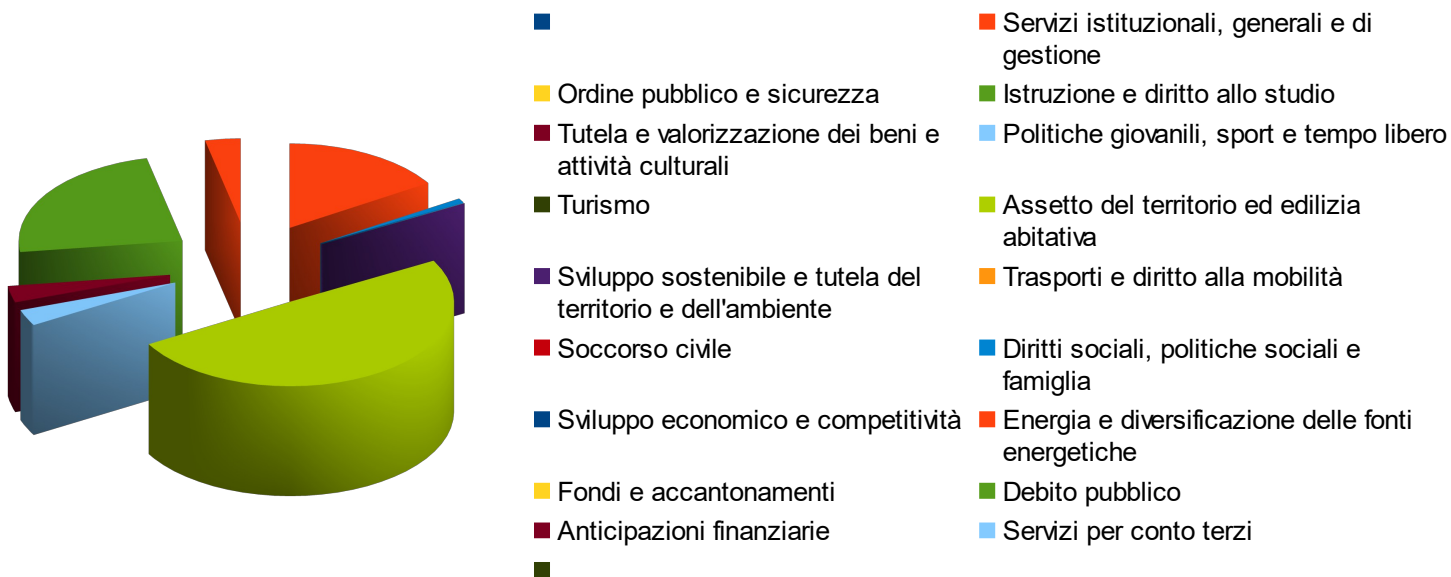 Servizi istituzionali, generali e di
gestione
Ordine pubblico e sicurezza
Istruzione e diritto allo studio
Tutela e valorizzazione dei beni e
attività culturali
Politiche giovanili, sport e tempo libero
Turismo
Assetto del territorio ed edilizia
abitativa
Sviluppo sostenibile e tutela del
territorio e dell'ambiente
Trasporti e diritto alla mobilità
Soccorso civile
Diritti sociali, politiche sociali e
famiglia
Sviluppo economico e competitività
Energia e diversificazione delle fonti
energetiche
Fondi e accantonamenti
Debito pubblico
Anticipazioni finanziarie
Servizi per conto terzi